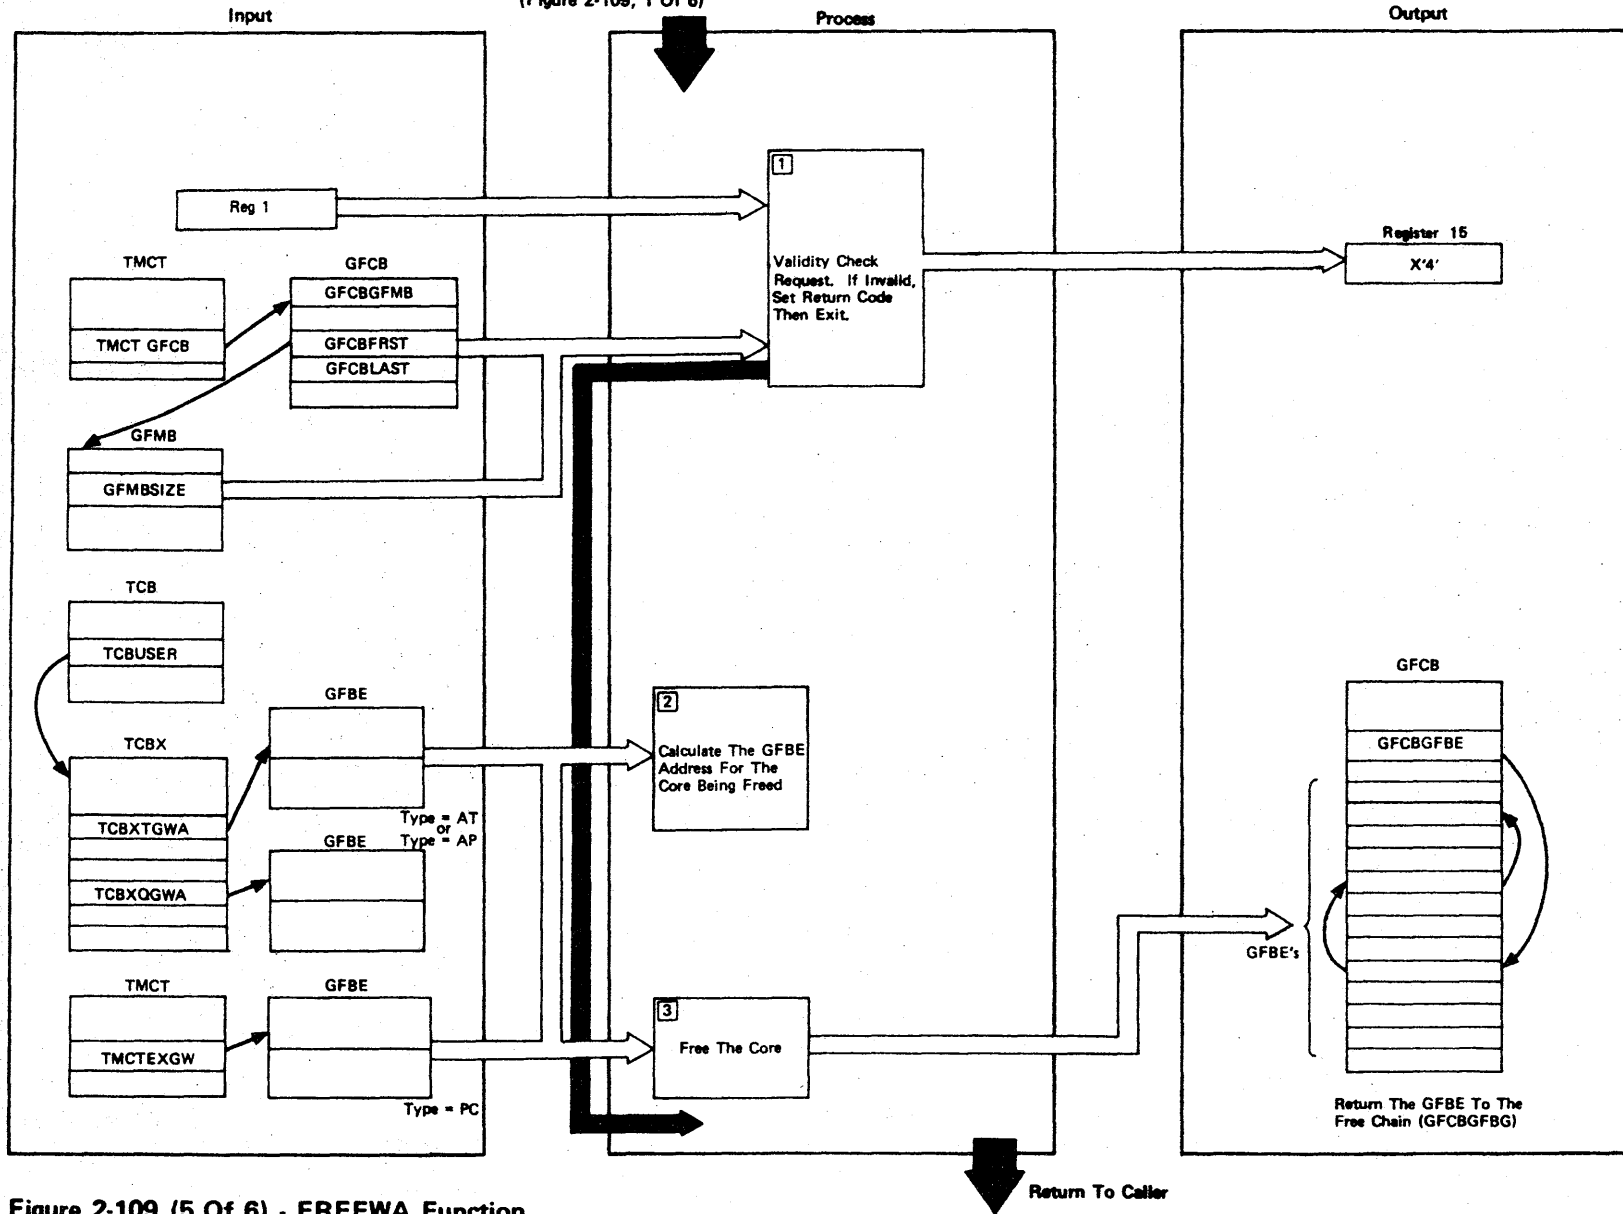 (Figure 2-109, 1 Of 6)
Input
Process
Output
Reg 1
1
Validity Check
Request. If Invalid,
Set Return Code
Then Exit.
Register 15
X'4'
TMCT
TMCT GFCB
GFCB
GFCBGFMB
GFCBFRST
GFCBLAST
GFMB
GFMBSIZE
TCB
TCBUSER
TCBX
TCBXTGWA
TCBXQGWA
GFBE
Type = AT
or
Type = AP
GFBE
2
Calculate The GFBE
Address For The
Core Being Freed
TMCT
TMCTEXGW
GFBE
Type = PC
3
Free The Core
GFCB
GFCBGFBE
GFBE's
Return The GFBE To The
Free Chain (GFCBGFBG)
Return To Caller
Figure 2-109 (5 Of 6) - FREEWA Function